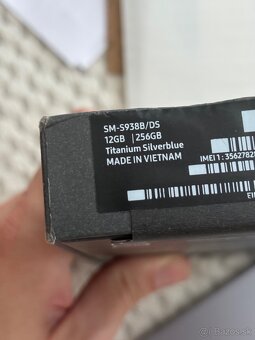 SM-S938B/DS
12GB | 256GB
Titanium Silverblue
MADE IN VIETNAM
IMEI 1 : 3562782